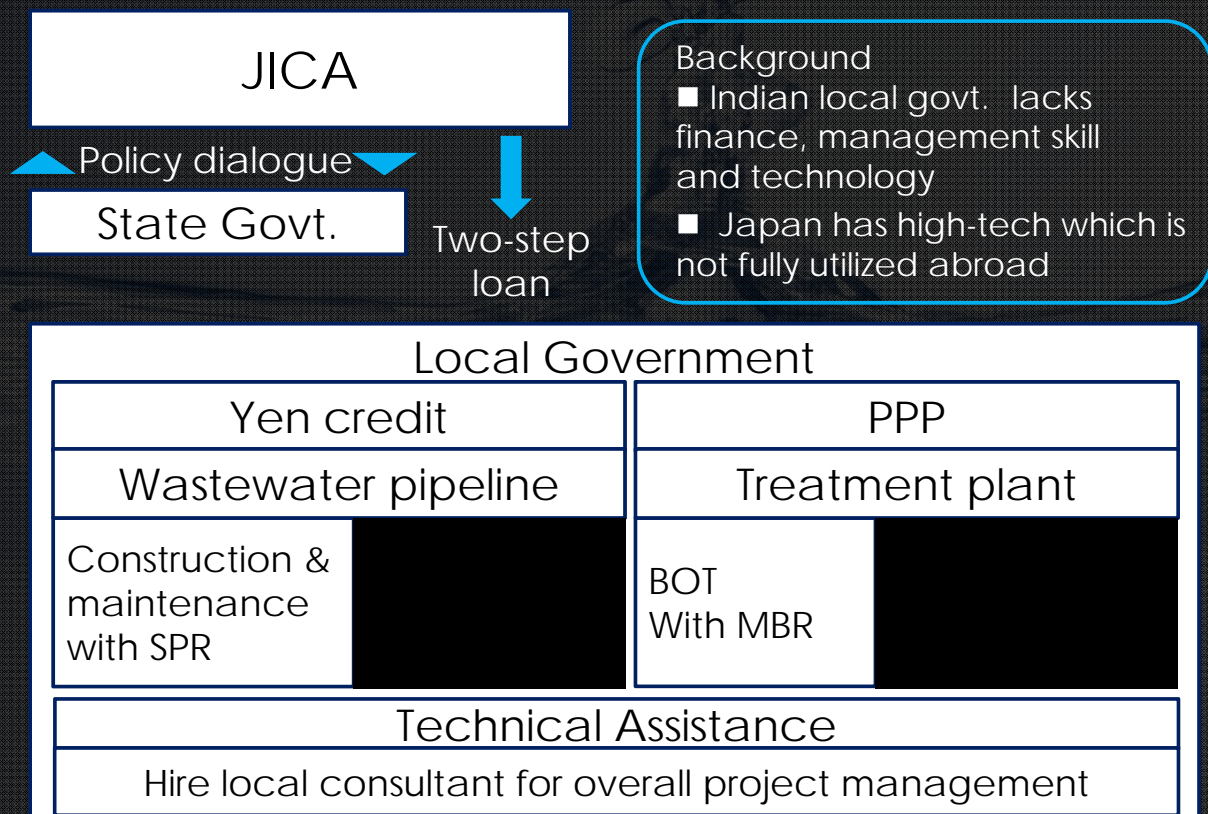 JICA
Policy dialogue
State Govt.
Two-step
loan
Background
■ Indian local govt. lacks
finance, management skill
and technology
■ Japan has high-tech which is
not fully utilized abroad
Local Government
Yen credit
PPP
Wastewater pipeline
Treatment plant
Construction &
maintenance
with SPR
BOT
With MBR
Technical Assistance
Hire local consultant for overall project management